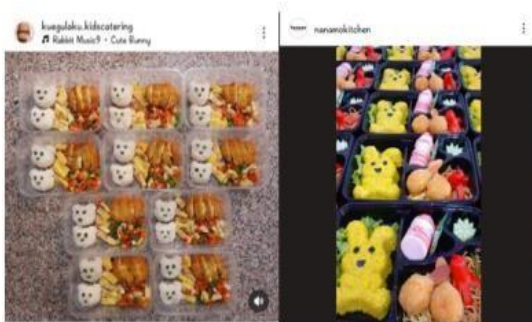 kuegulaku.kidscatering
Rabbit Music9 • Cute Bunny
nanamokitchen